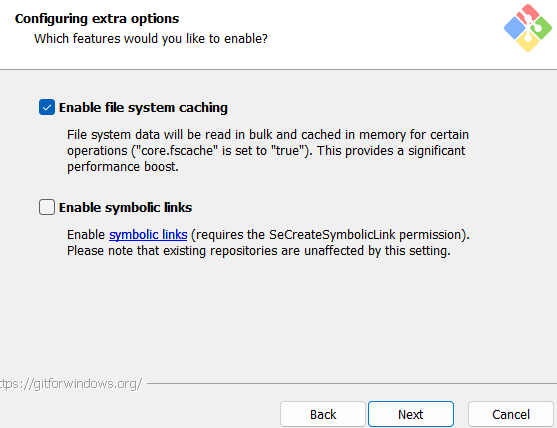 Configuring extra options
Which features would you like to enable?
Enable file system caching
File system data will be read in bulk and cached in memory for certain
operations ("core.fscache" is set to "true"). This provides a significant
performance boost.
Enable symbolic links
Enable symbolic links (requires the SeCreateSymbolicLink permission).
Please note that existing repositories are unaffected by this setting.
ttps://gitforwindows.org/
Back Next Cancel